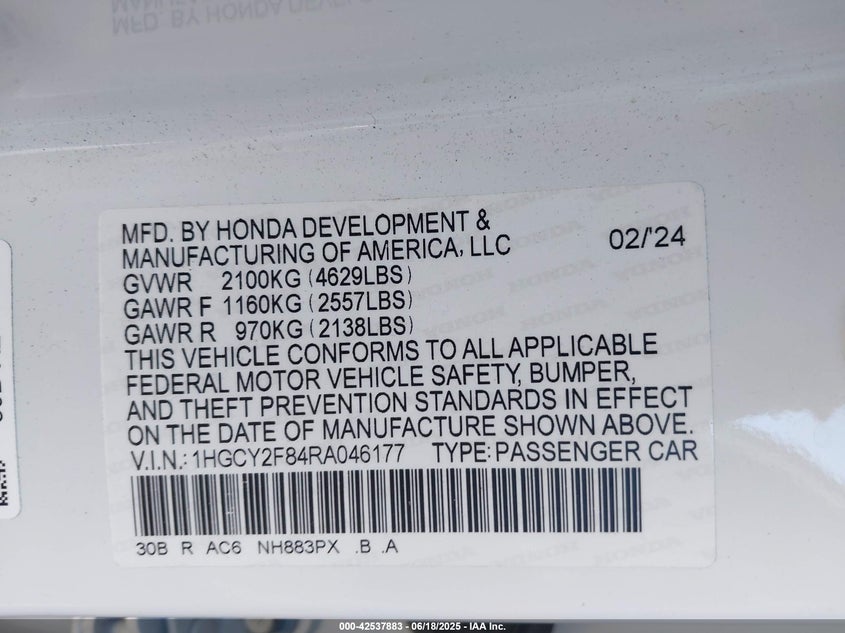 MFD. BY HONDA DEVELOPMENT &
MANUFACTURING OF AMERICA, LLC 02/'24
GVWR 2100KG (4629LBS)
GAWR F 1160KG (2557LBS)
GAWR R 970KG (2138LBS)
THIS VEHICLE CONFORMS TO ALL APPLICABLE
FEDERAL MOTOR VEHICLE SAFETY, BUMPER,
AND THEFT PREVENTION STANDARDS IN EFFECT
ON THE DATE OF MANUFACTURE SHOWN ABOVE.
V.I.N.: 1HGCY2F84RA046177 TYPE: PASSENGER CAR
30B R AC6 NH883PX .B .A
000-42537883 / 06/18/2025 - IAA Inc.